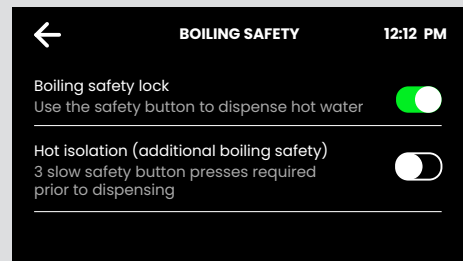 BOILING SAFETY 12:12 PM
Boiling safety lock
Use the safety button to dispense hot water
Hot isolation (additional boiling safety)
3 slow safety button presses required
prior to dispensing